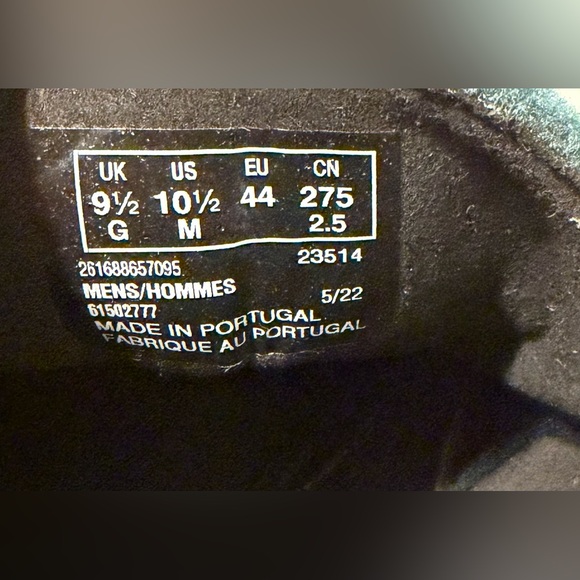 UK US EU CN
9½ 10½ 44 275
G M 2.5
261688657095 23514
MENS/HOMMES 5/22
61502777
MADE IN PORTUGAL
FABRIQUE AU PORTUGAL